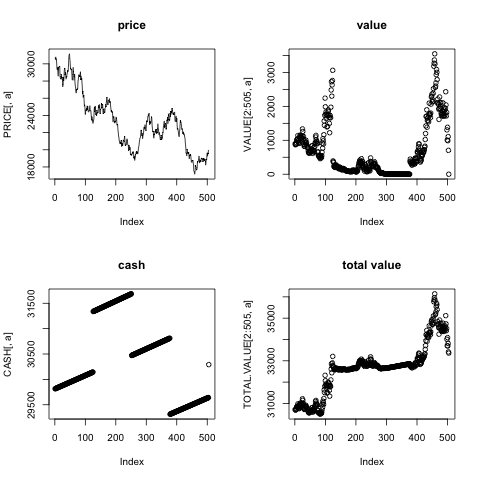 price
PRICE[, a]
18000 24000 30000
0 100 200 300 400 500
Index
value
VALUE[2:505, a]
0 1000 2000 3000
0 100 200 300 400 500
Index
cash
CASH[, a]
29500 30500 31500
0 100 200 300 400 500
Index
total value
TOTAL.VALUE[2:505, a]
31000 33000 35000
0 100 200 300 400 500
Index